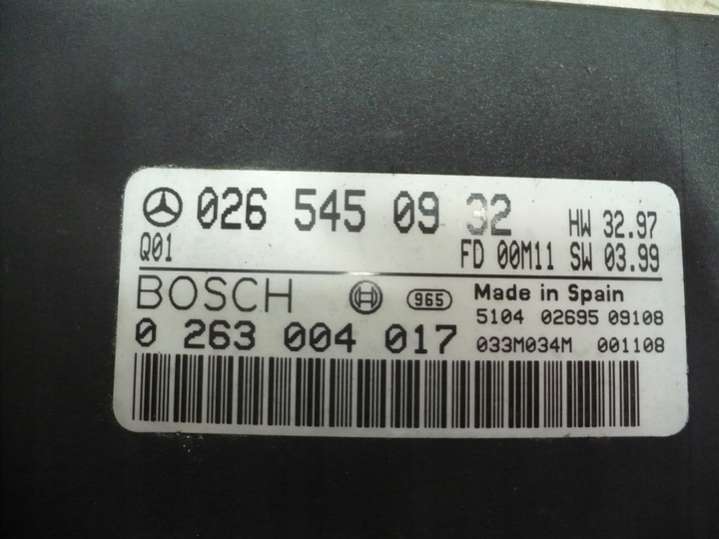 026 545 09 32 HW 32.97
Q01 FD 00M11 SW 03.99
BOSCH 965 Made in Spain
5104 02695 09108
0 263 004 017 033M034M 001108